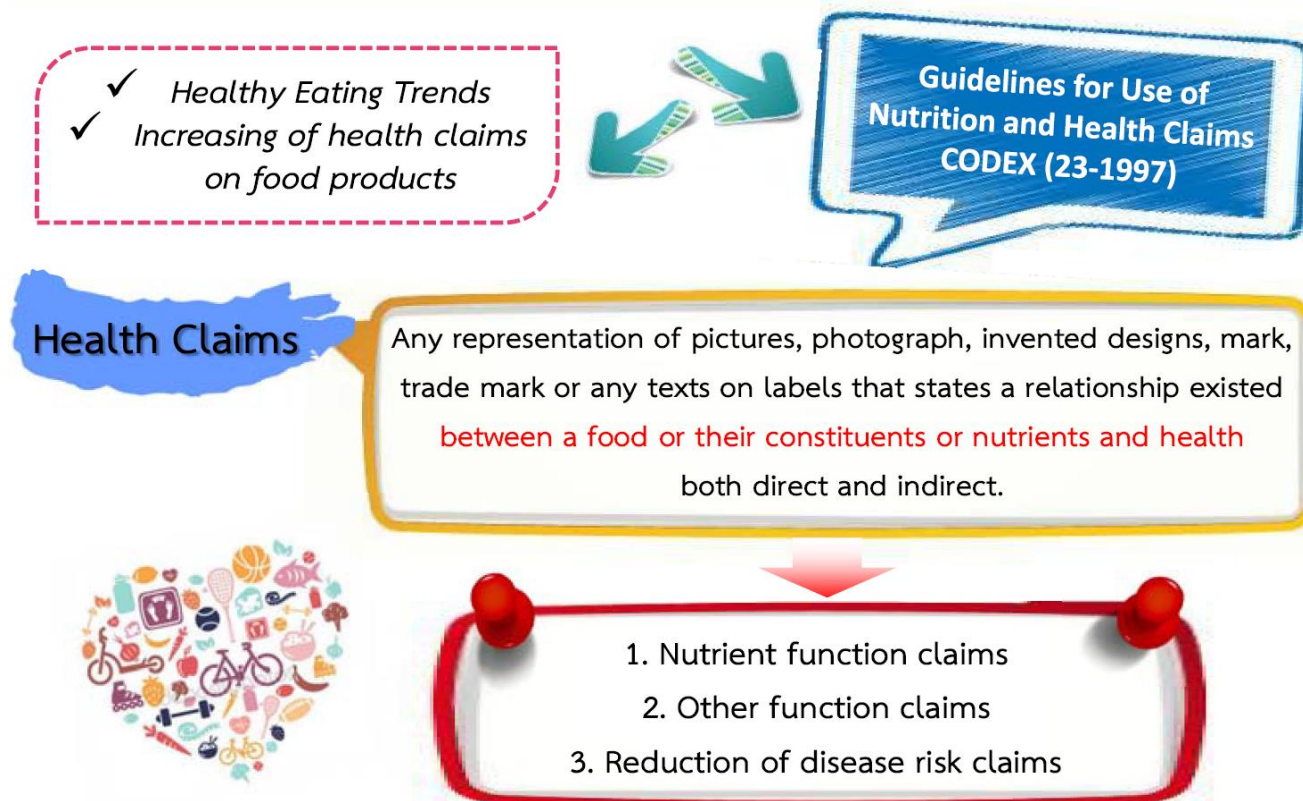 ✓ Healthy Eating Trends
✓ Increasing of health claims
on food products
Guidelines for Use of
Nutrition and Health Claims
CODEX (23-1997)
Health Claims
Any representation of pictures, photograph, invented designs, mark,
trade mark or any texts on labels that states a relationship existed
between a food or their constituents or nutrients and health
both direct and indirect.
1. Nutrient function claims
2. Other function claims
3. Reduction of disease risk claims